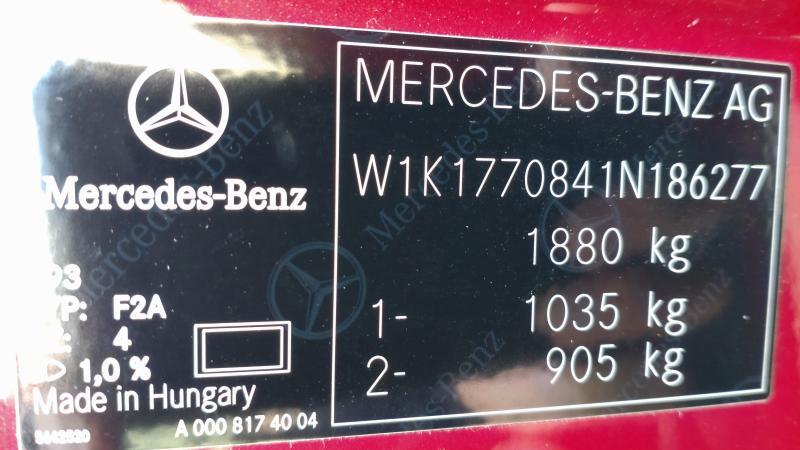 MERCEDES-BENZ AG
W1K1770841N186277
1880 kg
1- 1035 kg
2- 905 kg
Mercedes-Benz
F2A
4
1,0 %
Made in Hungary
A 000 817 40 04